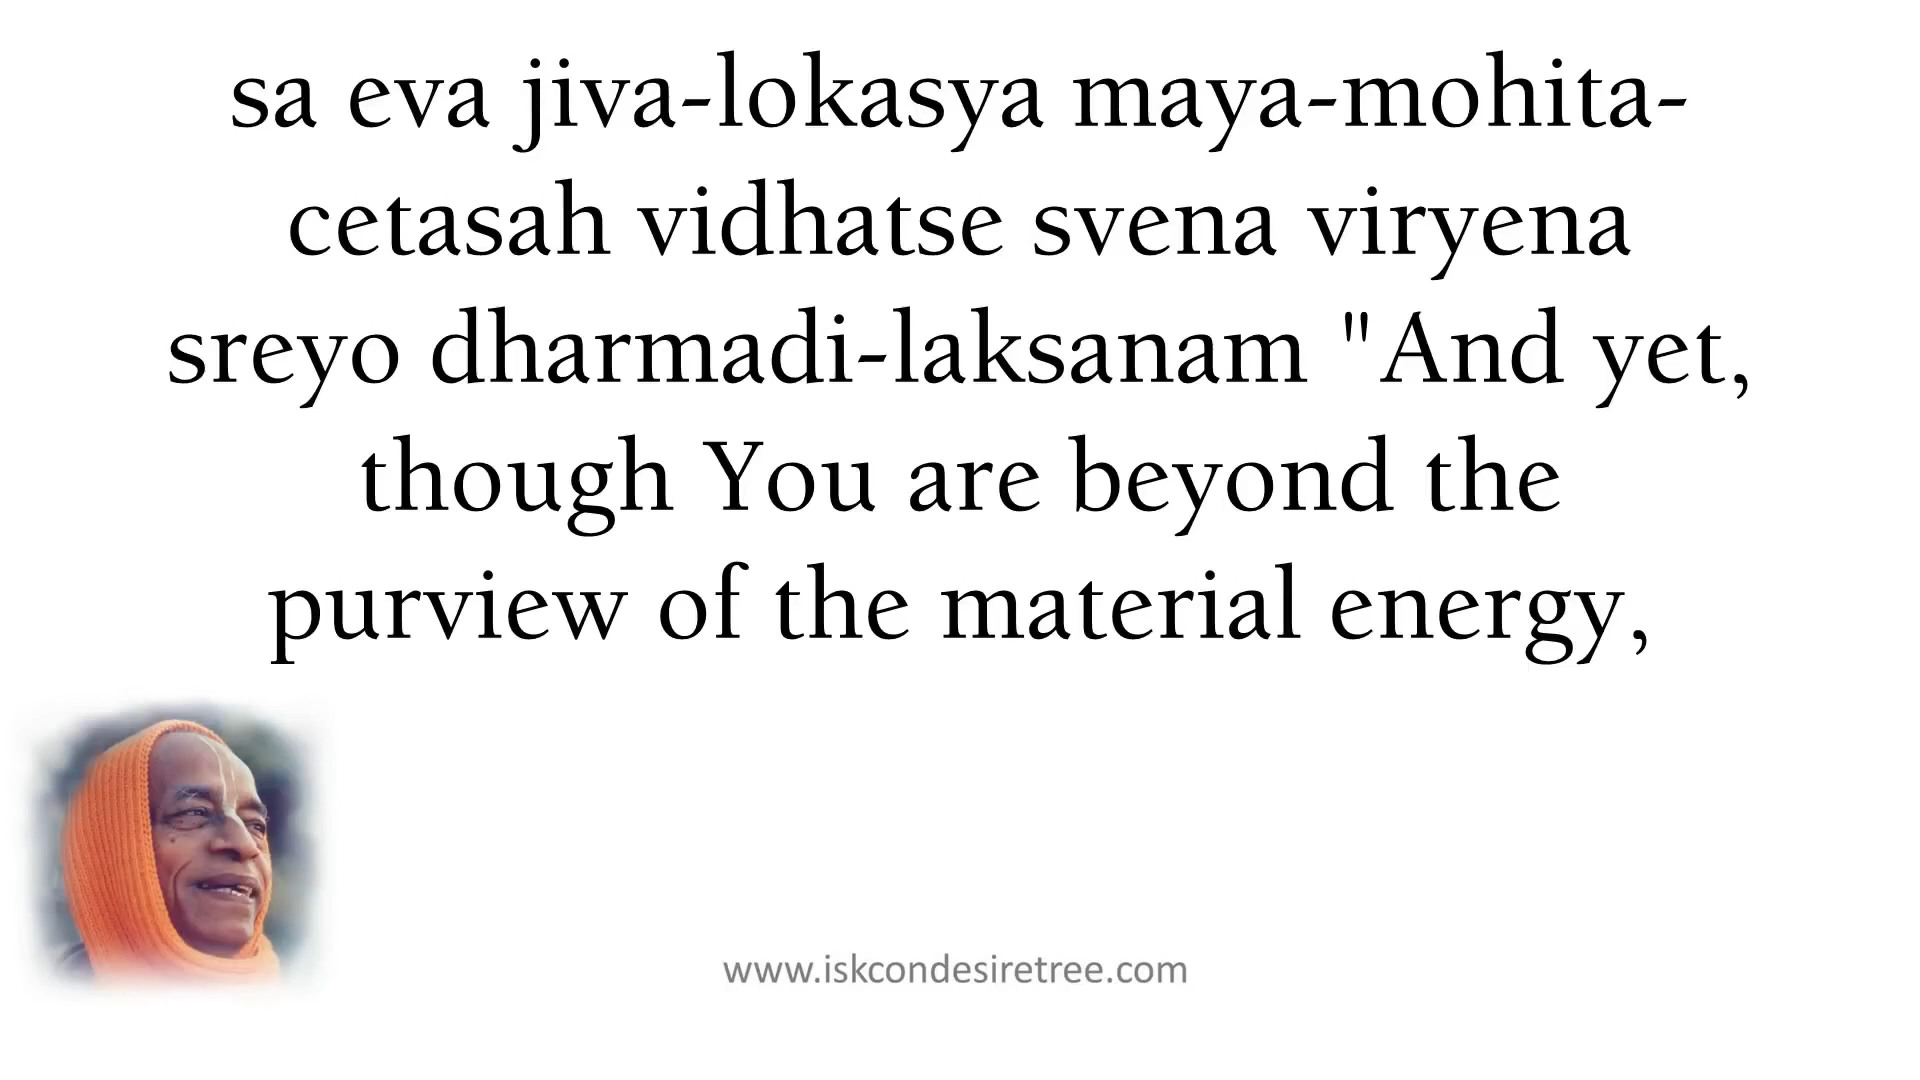 sa eva jiva-lokasya maya-mohita-
cetasah vidhatse svena viryena
sreyo dharmadi-laksanam "And yet,
though You are beyond the
purview of the material energy,
www.iskcondesiretree.com